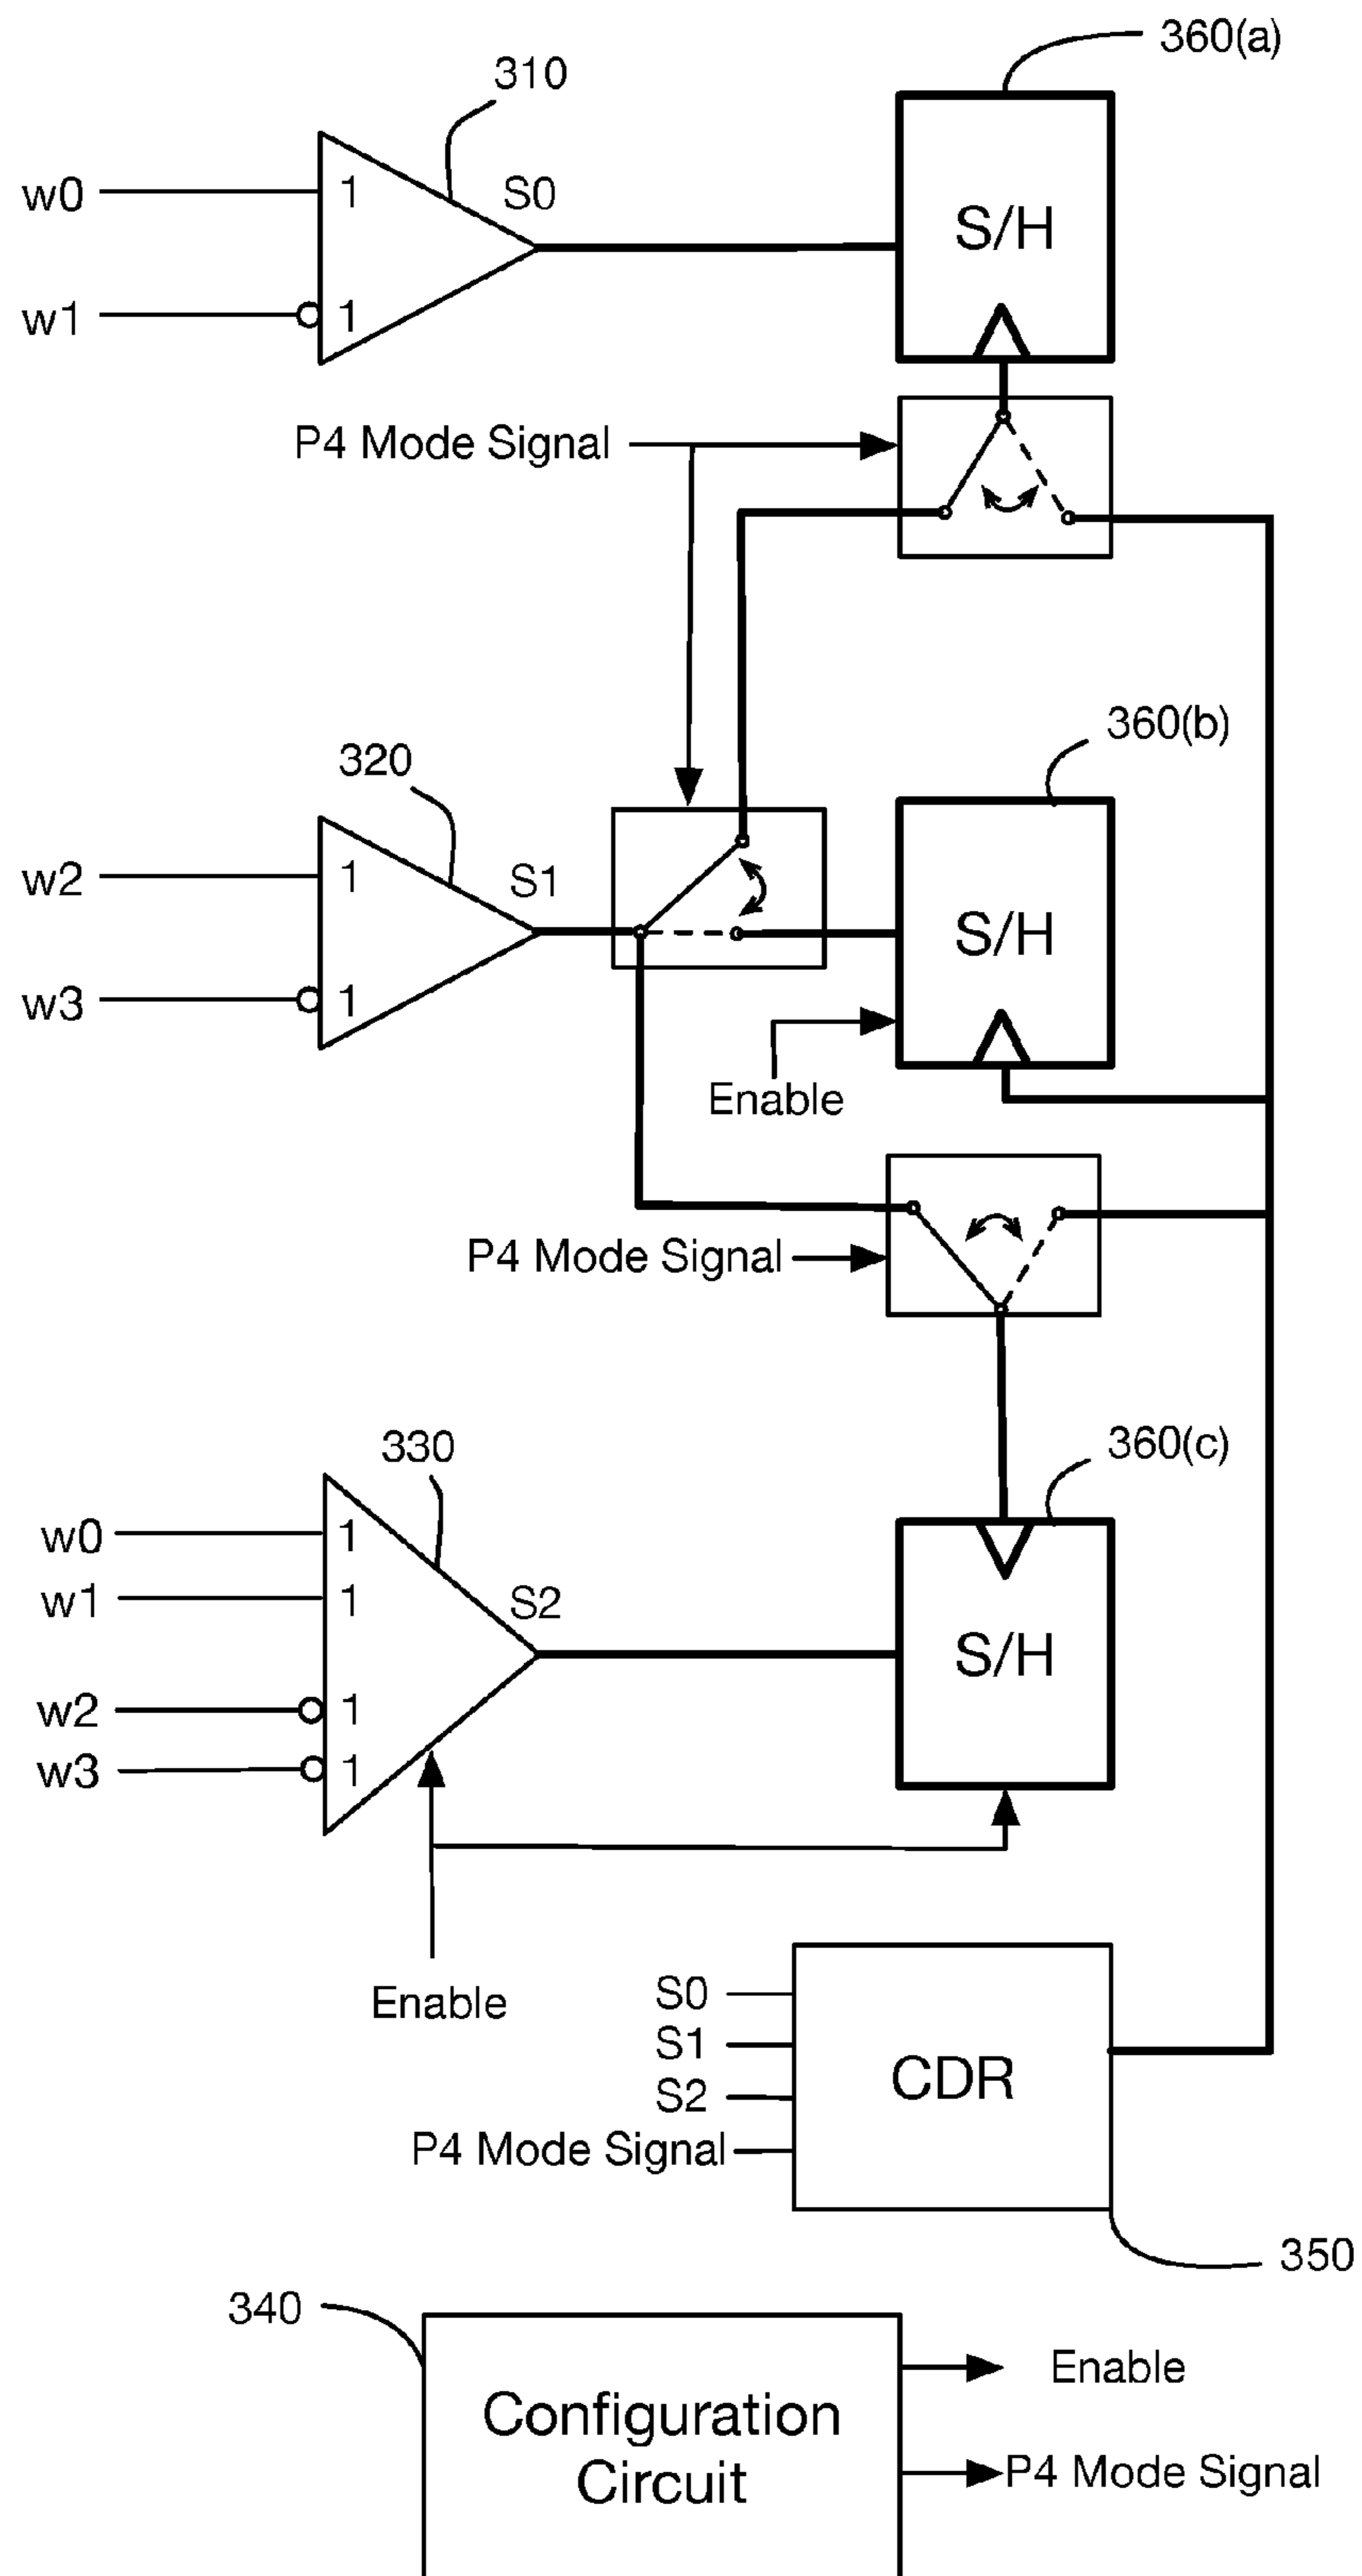 360(a)
310
w0
1
S0
S/H
w1
1
P4 Mode Signal
360(b)
320
w2
1
S1
S/H
w3
1
Enable
P4 Mode Signal
360(c)
330
w0
1
w1
1
S2
S/H
w2
1
w3
1
Enable
S0
S1
S2
P4 Mode Signal
CDR
350
340
Configuration
Circuit
Enable
P4 Mode Signal